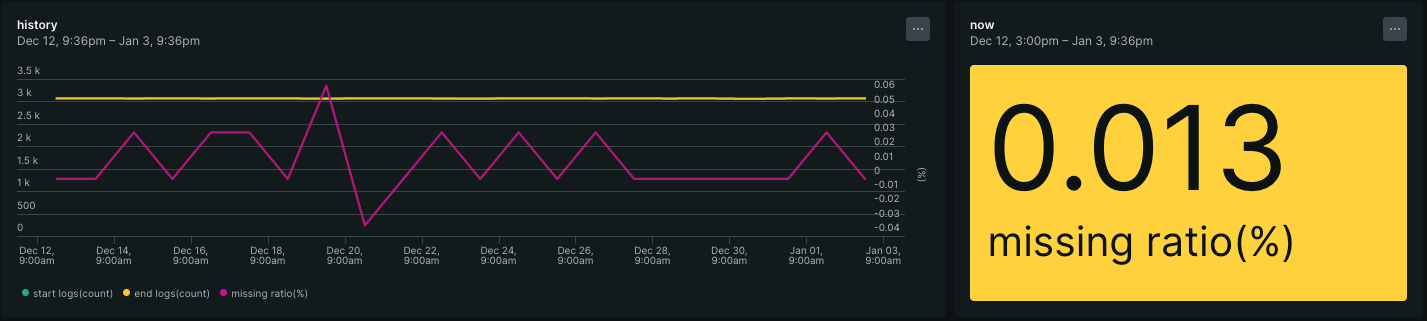 history
Dec 12, 9:36pm – Jan 3, 9:36pm
3.5 k
3 k
2.5 k
2 k
1.5 k
1 k
500
0
0.06
0.05
0.04
0.03
0.02
0.01
0
-0.01
-0.02
-0.03
-0.04
(%)
Dec 12, 9:00am
Dec 14, 9:00am
Dec 16, 9:00am
Dec 18, 9:00am
Dec 20, 9:00am
Dec 22, 9:00am
Dec 24, 9:00am
Dec 26, 9:00am
Dec 28, 9:00am
Dec 30, 9:00am
Jan 01, 9:00am
Jan 03, 9:00am
start logs(count)
end logs(count)
missing ratio(%)
now
Dec 12, 3:00pm – Jan 3, 9:36pm
0.013
missing ratio(%)